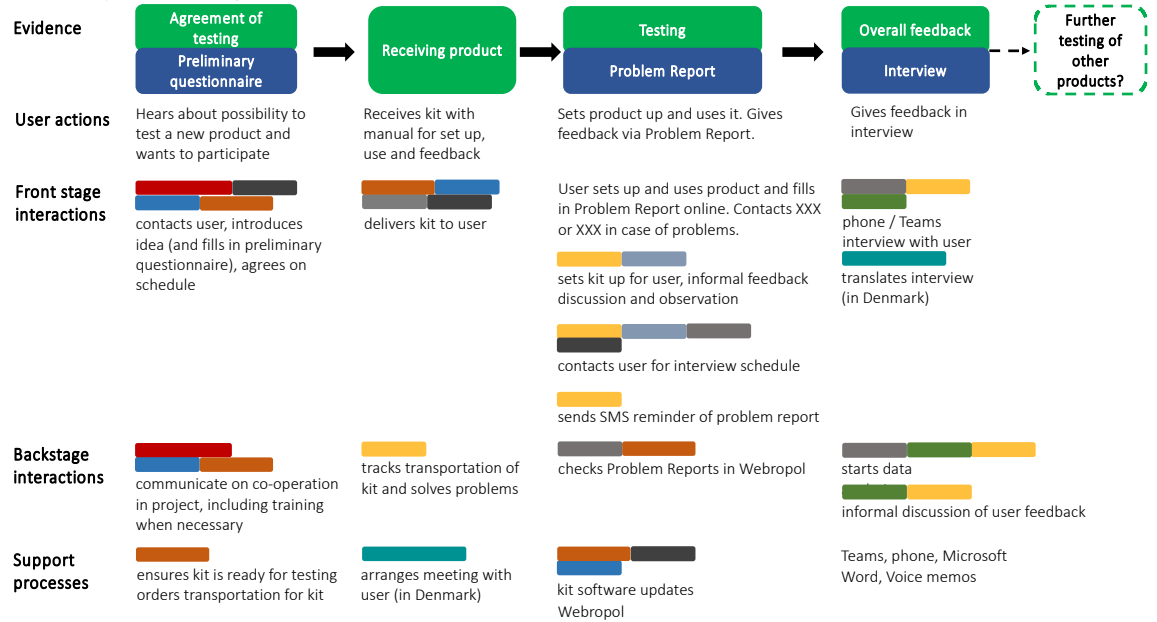 Evidence
Agreement of
testing
Preliminary
questionnaire
Receiving product
Testing
Problem Report
Overall feedback
Interview
Further
testing of
other
products?
User actions
Hears about possibility to
test a new product and
wants to participate
Receives kit with
manual for set up,
use and feedback
Sets product up and uses it. Gives
feedback via Problem Report.
Gives feedback in
interview
Front stage
interactions
contacts user, introduces
idea (and fills in preliminary
questionnaire), agrees on
schedule
delivers kit to user
User sets up and uses product and fills
in Problem Report online. Contacts XXX
or XXX in case of problems.
sets kit up for user, informal feedback
discussion and observation
contacts user for interview schedule
sends SMS reminder of problem report
phone / Teams
interview with user
translates interview
(in Denmark)
Backstage
interactions
communicate on co-operation
in project, including training
when necessary
tracks transportation of
kit and solves problems
checks Problem Reports in Webropol
starts data
informal discussion of user feedback
Support
processes
ensures kit is ready for testing
orders transportation for kit
arranges meeting with
user (in Denmark)
kit software updates
Webropol
Teams, phone, Microsoft
Word, Voice memos